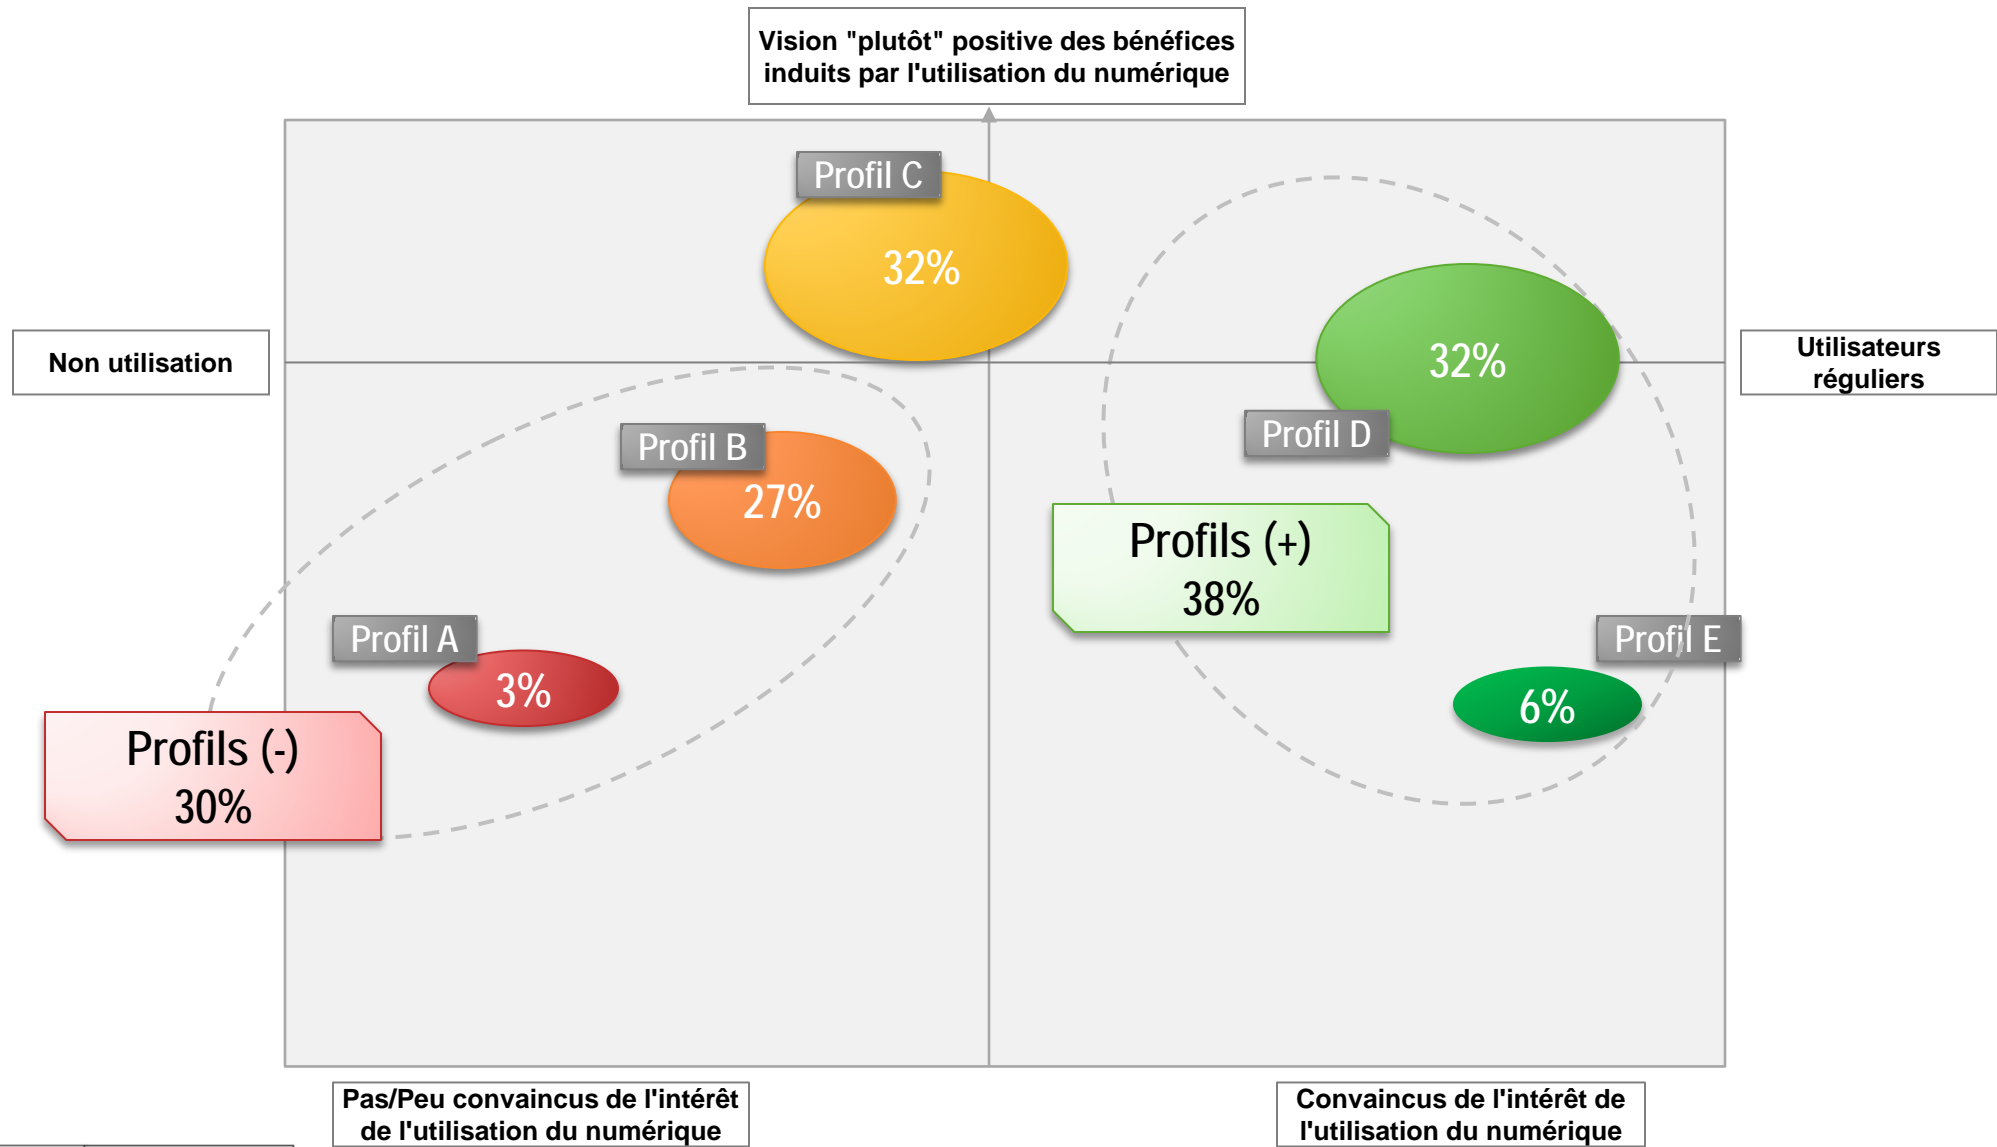 Vision "plutôt" positive des bénéfices
induits par l'utilisation du numérique
Profil C
32%
Non utilisation
32%
Utilisateurs
réguliers
Profil D
Profil B
27%
Profils (+)
38%
Profil A
3%
Profil E
6%
Profils (-)
30%
Pas/Peu convaincus de l'intérêt
de l'utilisation du numérique
Convaincus de l'intérêt de
l'utilisation du numérique